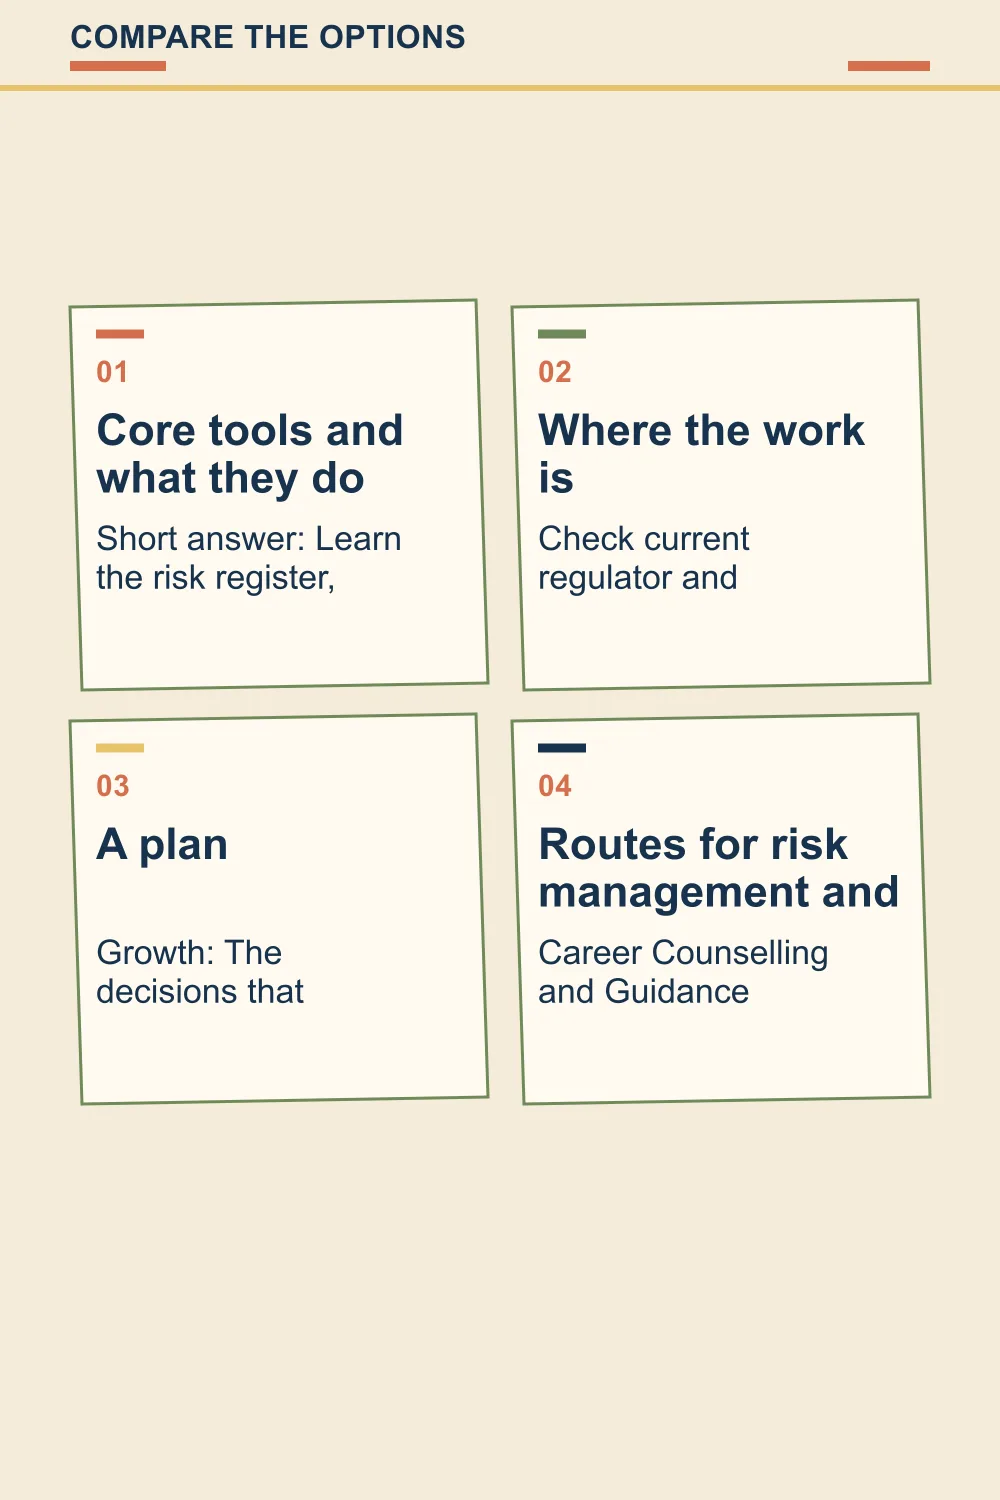 COMPARE THE OPTIONS
01
Core tools and
what they do
Short answer: Learn
the risk register,
02
Where the work
is
Check current
regulator and
03
A plan
Growth: The
decisions that
04
Routes for risk
management and
Career Counselling
and Guidance